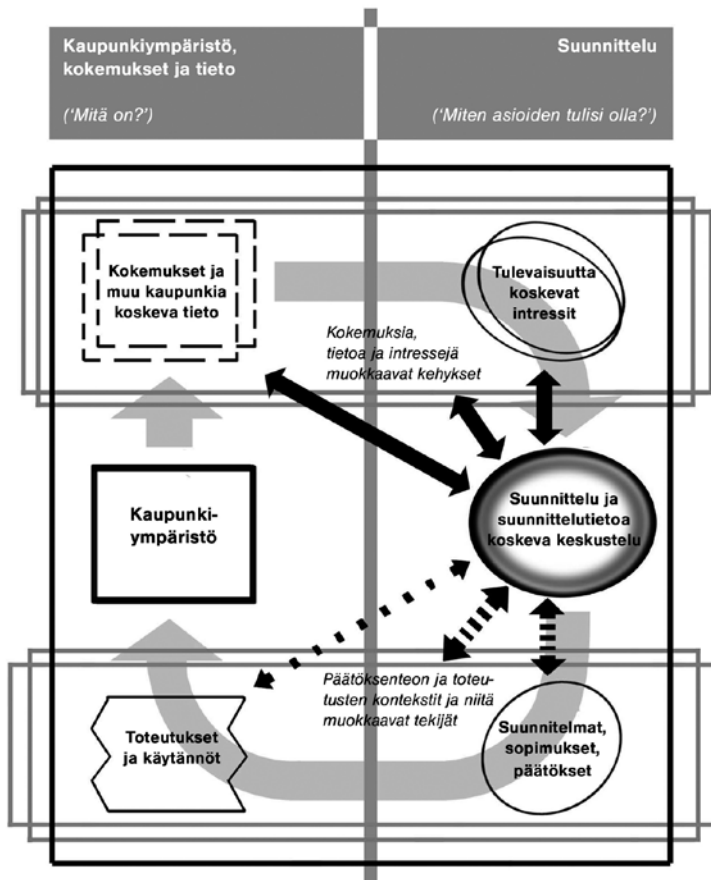 Kaupunkiympäristö,
kokemukset ja tieto
('Mitä on?')
Suunnittelu
('Miten asioiden tulisi olla?')
Kokemukset ja
muu kaupunkia
koskeva tieto
Tulevaisuutta
koskevat
intressit
Kokemuksia,
tietoa ja intressejä
muokkaavat kehykset
Kaupunki-
ympäristö
Suunnittelu ja
suunnittelutietoa
koskeva keskustelu
Päätöksenteon ja toteu-
tusten kontekstit ja niitä
muokkaavat tekijät
Toteutukset
ja käytännöt
Suunnitelmat,
sopimukset,
päätökset